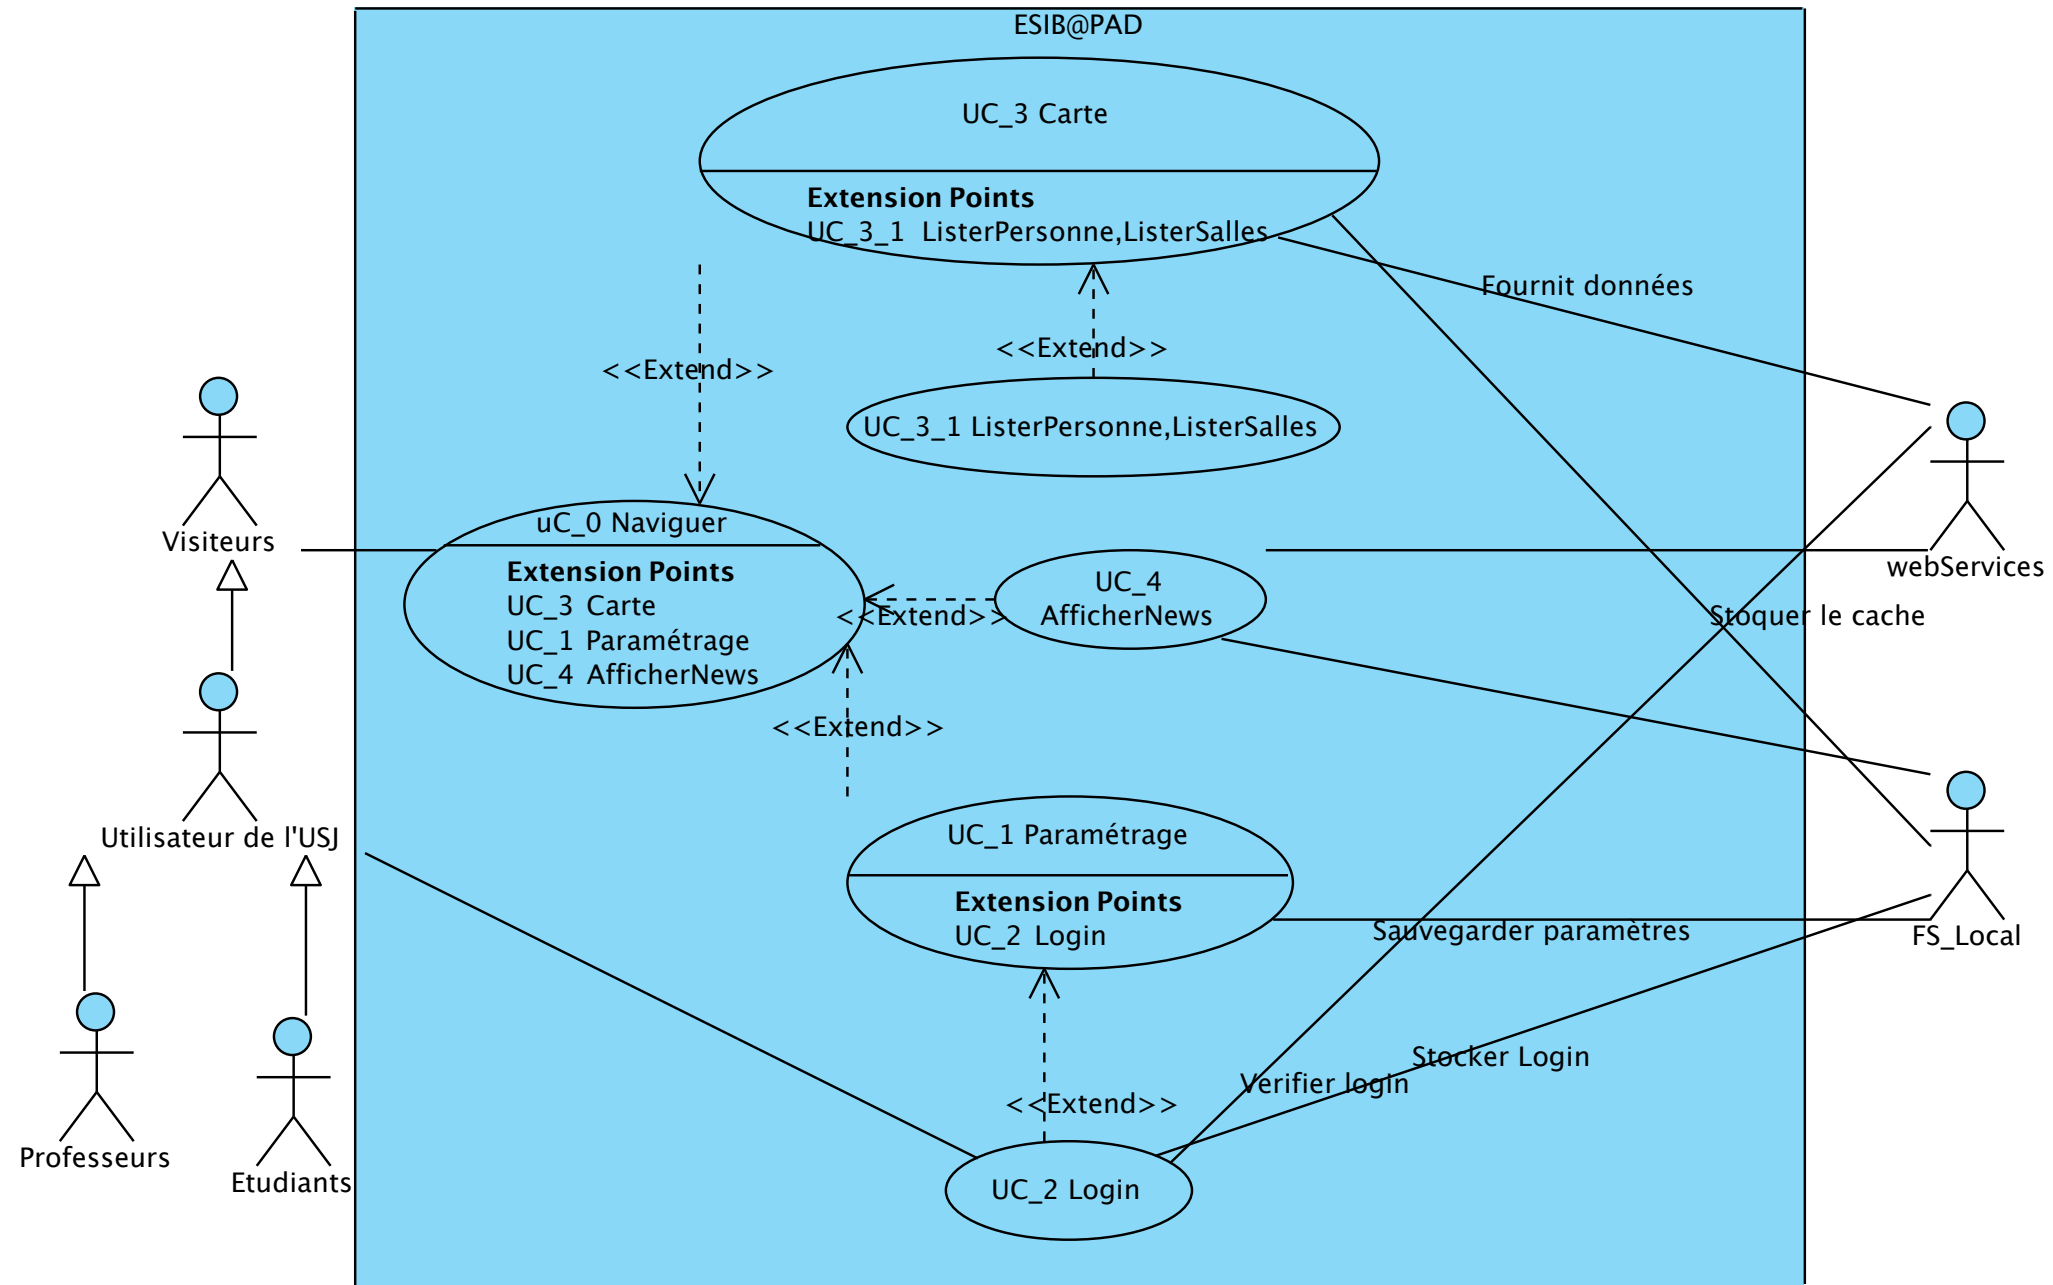 ESIB@PAD
UC_3 Carte
Extension Points
UC_3_1  ListerPersonne,ListerSalles
Fournit données
<<Extend>>
<<Extend>>
UC_3_1 ListerPersonne,ListerSalles
Visiteurs
uC_0 Naviguer
Extension Points
UC_3  Carte
UC_1  Paramétrage
UC_4  AfficherNews
<<Extend>>
UC_4
AfficherNews
webServices
Stoquer le cache
<<Extend>>
Utilisateur de l'USJ
UC_1 Paramétrage
Extension Points
UC_2  Login
Sauvegarder paramètres
FS_Local
Stocker Login
Verifier login
<<Extend>>
Professeurs
Etudiants
UC_2 Login